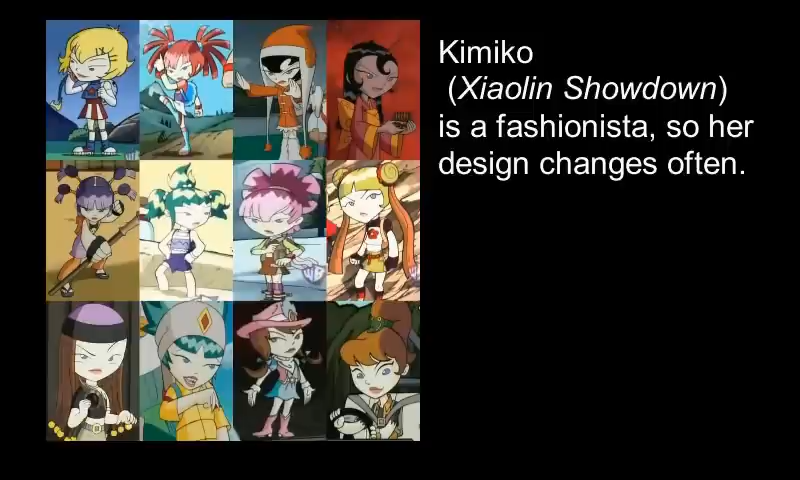 Kimiko
(Xiaolin Showdown)
is a fashionista, so her
design changes often.